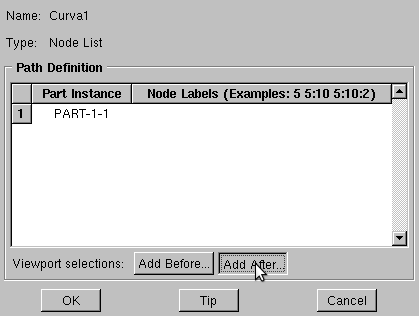 Name: Curva1
Type: Node List
Path Definition
Part Instance Node Labels (Examples: 5 5:10 5:10:2)
1 PART-1-1
Viewport selections: Add Before... Add After...
OK Tip Cancel